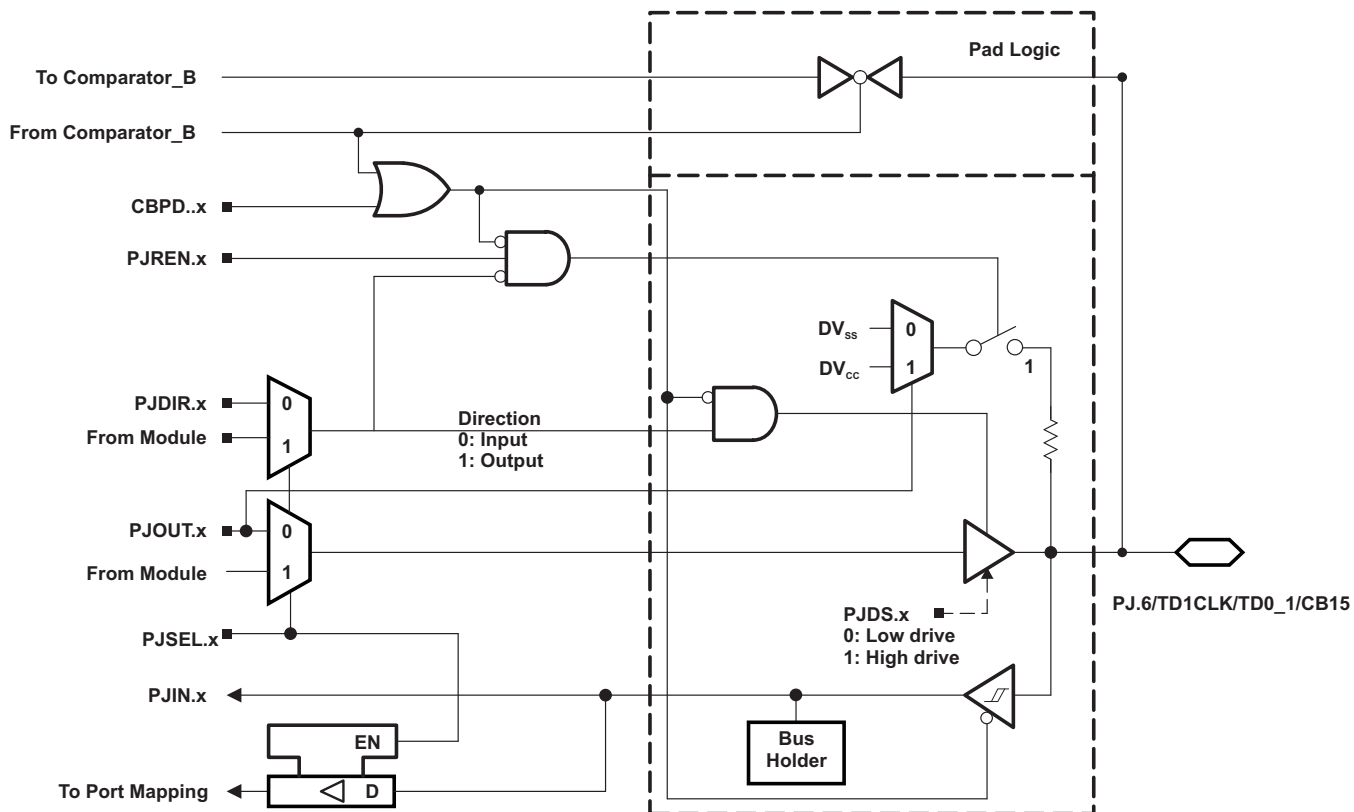 Pad Logic
To Comparator_B
From Comparator_B
CBPD..x
PJREN.x
DVSS
0
DVCC
1
1
PJDIR.x
0
From Module
1
Direction
0: Input
1: Output
PJOUT.x
0
From Module
1
PJSEL.x
PJDS.x
0: Low drive
1: High drive
PJ.6/TD1CLK/TD0_1/CB15
PJIN.x
EN
Bus
Holder
To Port Mapping
D